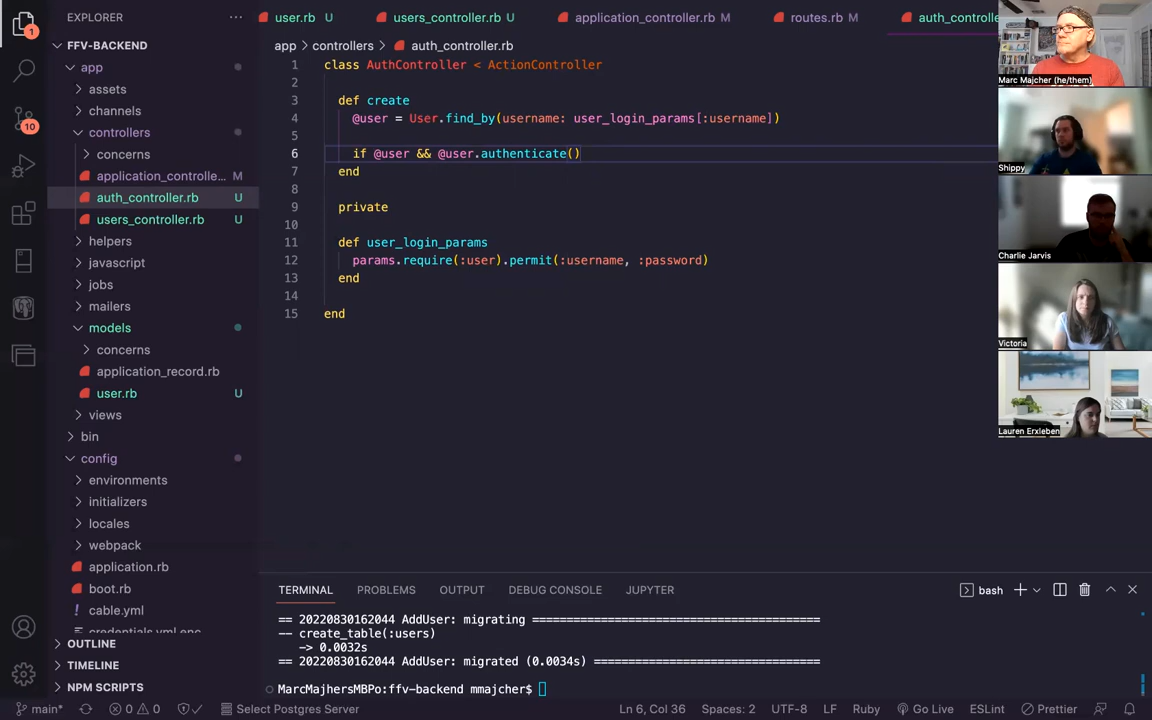 EXPLORER
FFV-BACKEND
app
assets
channels
controllers
concerns
application_controlle... M
auth_controller.rb U
users_controller.rb U
helpers
javascript
jobs
mailers
models
concerns
application_record.rb
user.rb U
views
bin
config
environments
initializers
locales
webpack
application.rb
boot.rb
cable.yml
credentials.yml.enc
OUTLINE
TIMELINE
NPM SCRIPTS
1
10
user.rb U
users_controller.rb U
application_controller.rb M
routes.rb M
auth_controlle
app > controllers > auth_controller.rb
1 class AuthController < ActionController
2
3 def create
4 @user = User.find_by(username: user_login_params[:username])
5
6 if @user && @user.authenticate()
7 end
8
9 private
10
11 def user_login_params
12 params.require(:user).permit(:username, :password)
13 end
14
15 end
TERMINAL PROBLEMS OUTPUT DEBUG CONSOLE JUPYTER
bash
== 20220830162044 AddUser: migrating ========================================
-- create_table(:users)
-> 0.0032s
== 20220830162044 AddUser: migrated (0.0034s) ===============================
MarcMajhersMBPo:ffv-backend mmajcher$
main* 0 0 Select Postgres Server Ln 6, Col 36 Spaces: 2 UTF-8 LF Ruby Go Live ESLint Prettier
Marc Majcher (he/them)
Shippy
Charlie Jarvis
Victoria
Lauren Erxleben